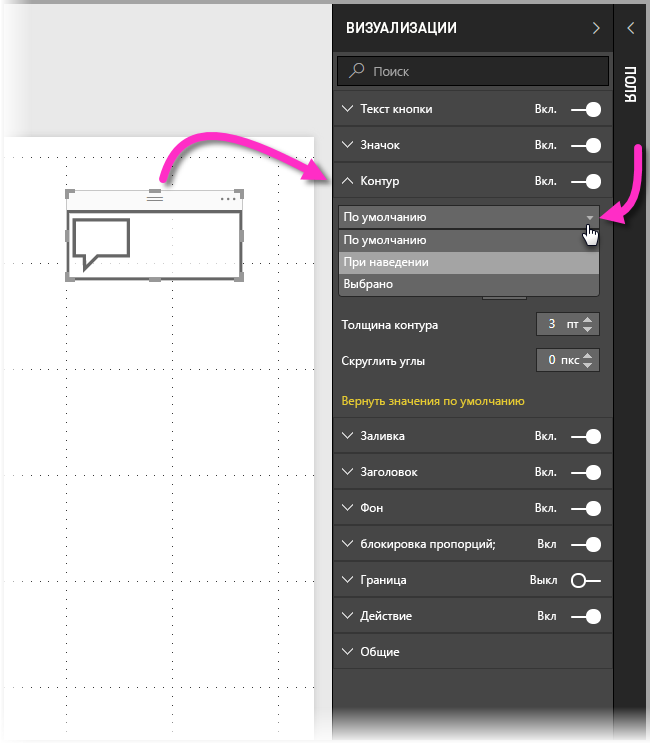 ВИЗУАЛИЗАЦИИ
ПОЛЯ
Поиск
Текст кнопки Вкл.
Значок Вкл.
Контур Вкл.
По умолчанию
По умолчанию
При наведении
Выбрано
Толщина контура 3 пт
Скруглить углы 0 пкс
Вернуть значения по умолчанию
Заливка Вкл.
Заголовок Вкл.
Фон Вкл.
блокировка пропорций; Вкл
Граница Выкл
Действие Вкл
Общие